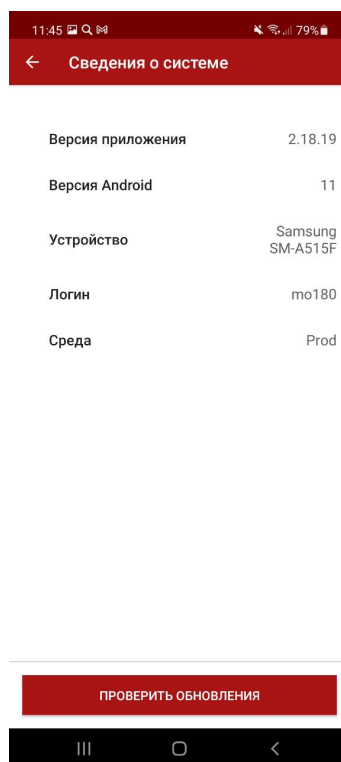 11:45 79%
Сведения о системе
Версия приложения 2.18.19
Версия Android 11
Устройство Samsung
SM-A515F
Логин mo180
Среда Prod
ПРОВЕРИТЬ ОБНОВЛЕНИЯ